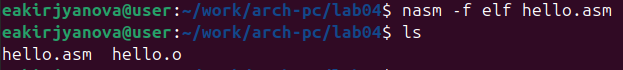 eakirjyanova@user:~/work/arch-pc/lab04$ nasm -f elf hello.asm
eakirjyanova@user:~/work/arch-pc/lab04$ ls
hello.asm  hello.o